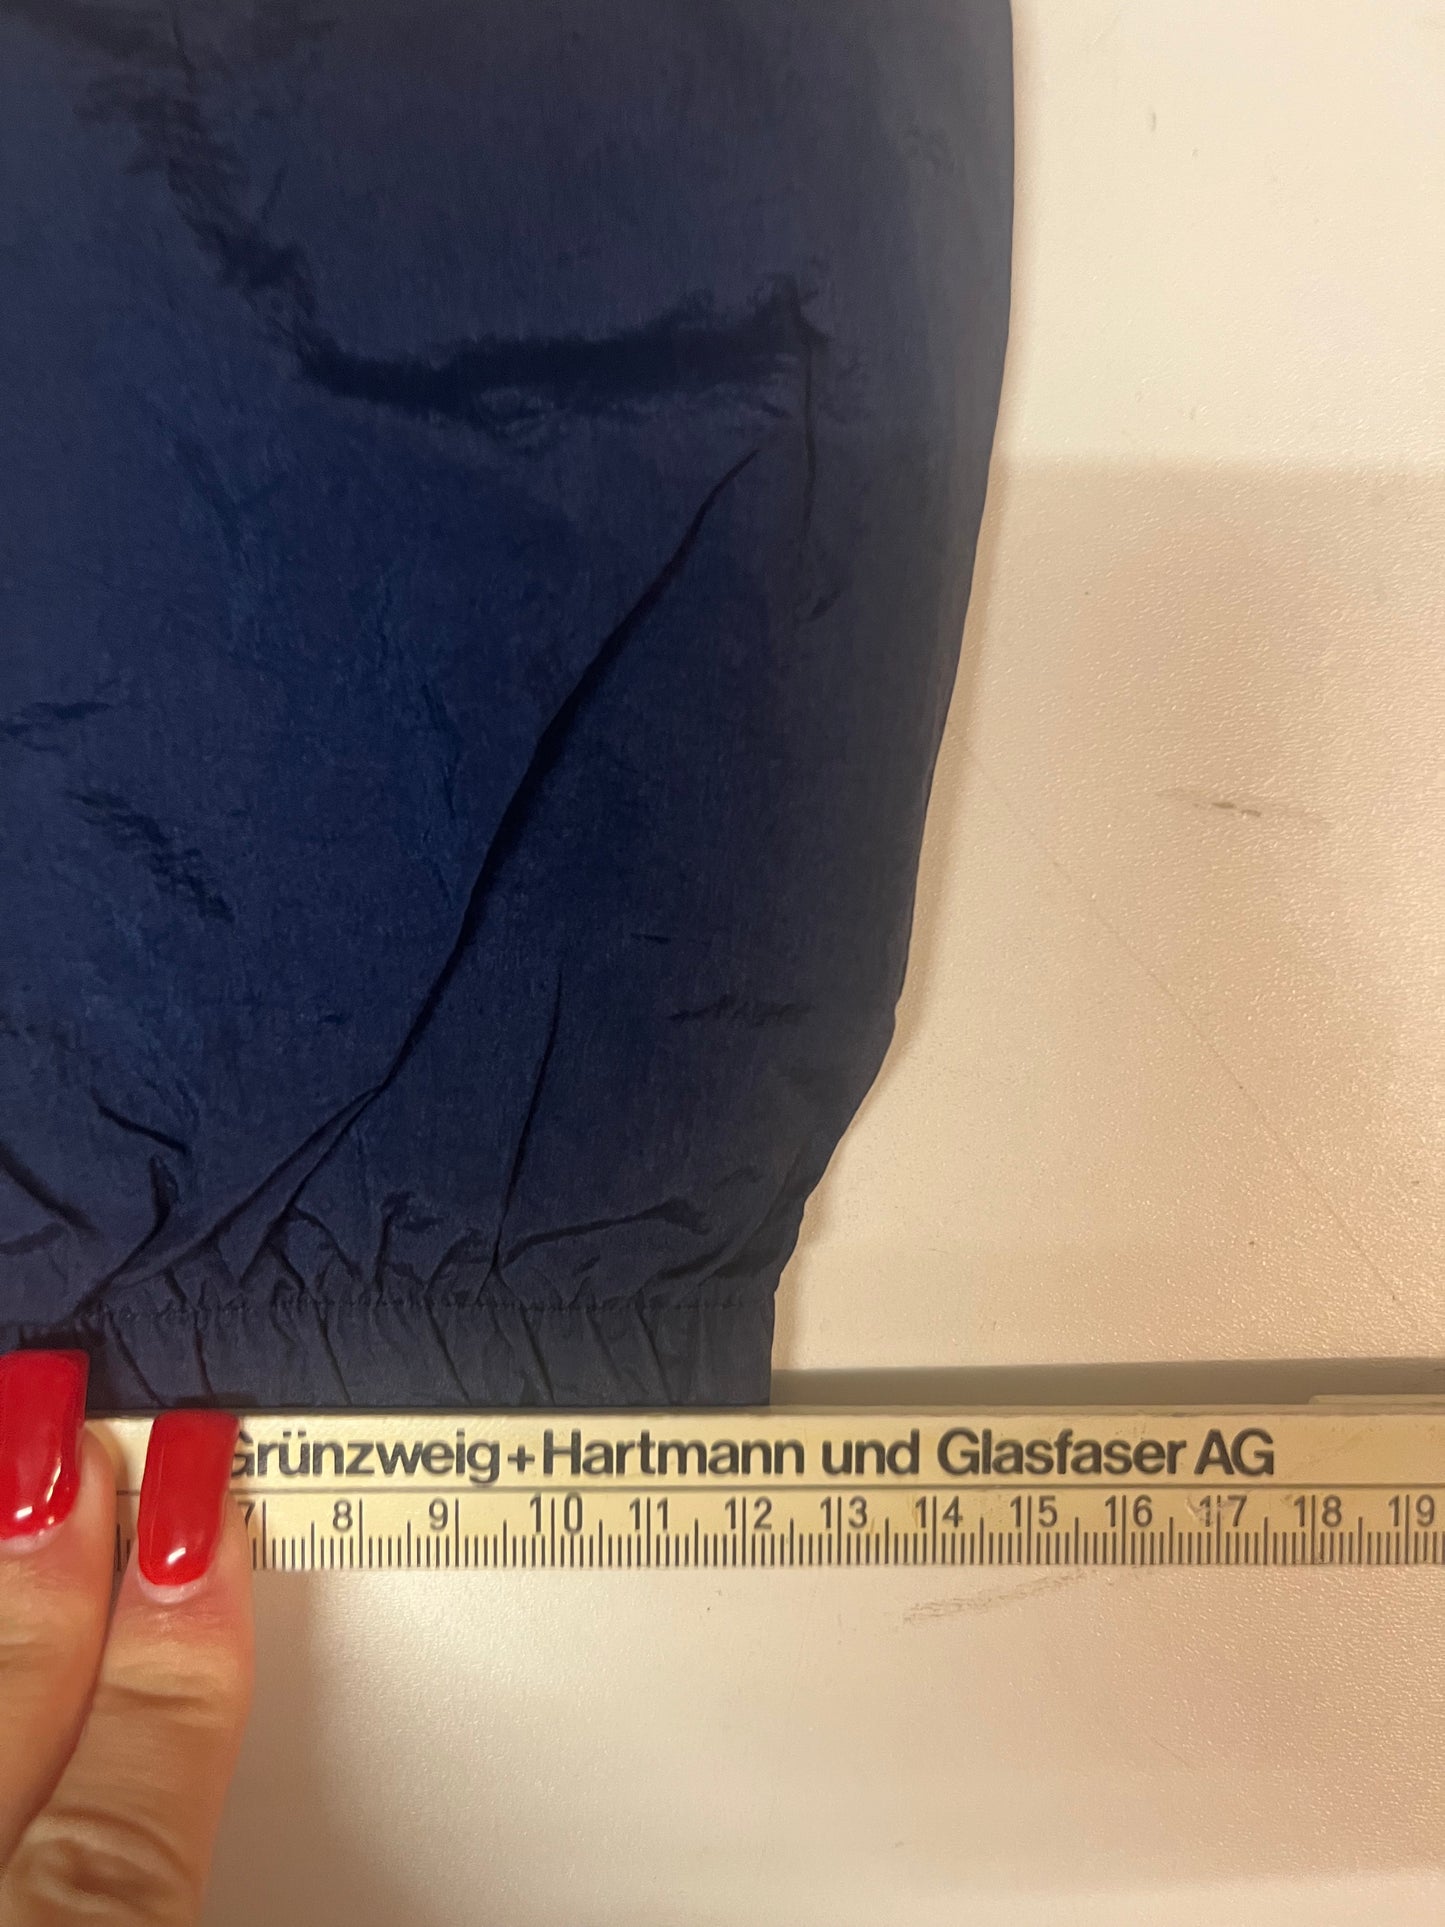 Grünzweig+Hartmann und Glasfaser AG
7 8 9 10 11 12 13 14 15 16 17 18 19